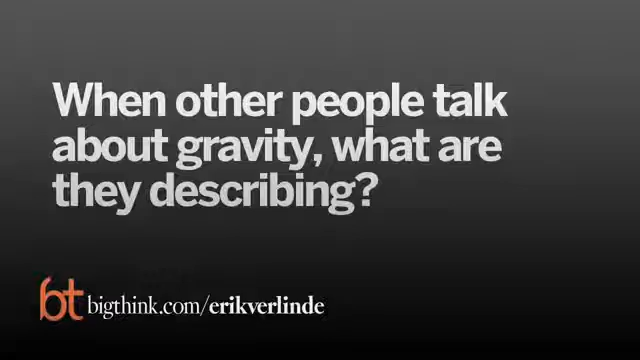 When other people talk
about gravity, what are
they describing?
bt bigthink.com/erikverlinde